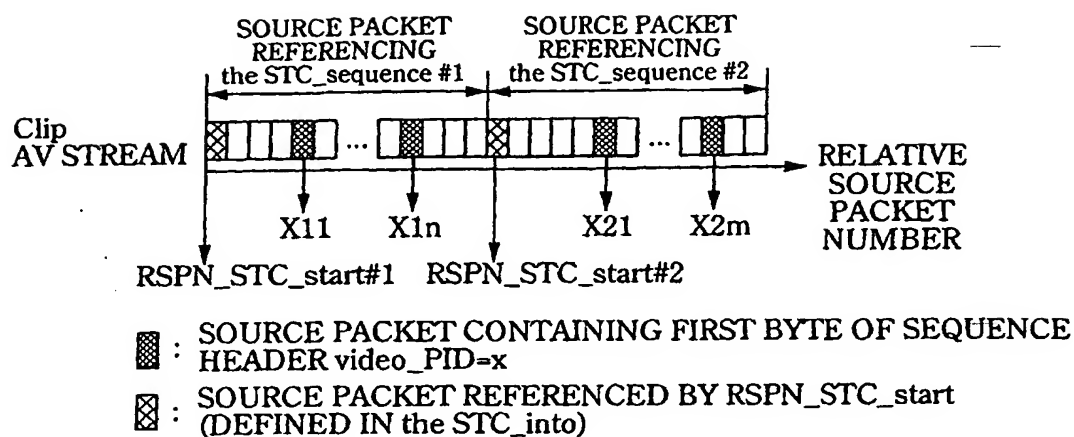 SOURCE PACKET
REFERENCING
the STC_sequence #1
SOURCE PACKET
REFERENCING
the STC_sequence #2
Clip
AV STREAM
...
...
RELATIVE
SOURCE
PACKET
NUMBER
X11
X1n
X21
X2m
RSPN_STC_start#1
RSPN_STC_start#2
: SOURCE PACKET CONTAINING FIRST BYTE OF SEQUENCE
HEADER video_PID=x
: SOURCE PACKET REFERENCED BY RSPN_STC_start
(DEFINED IN the STC_into)